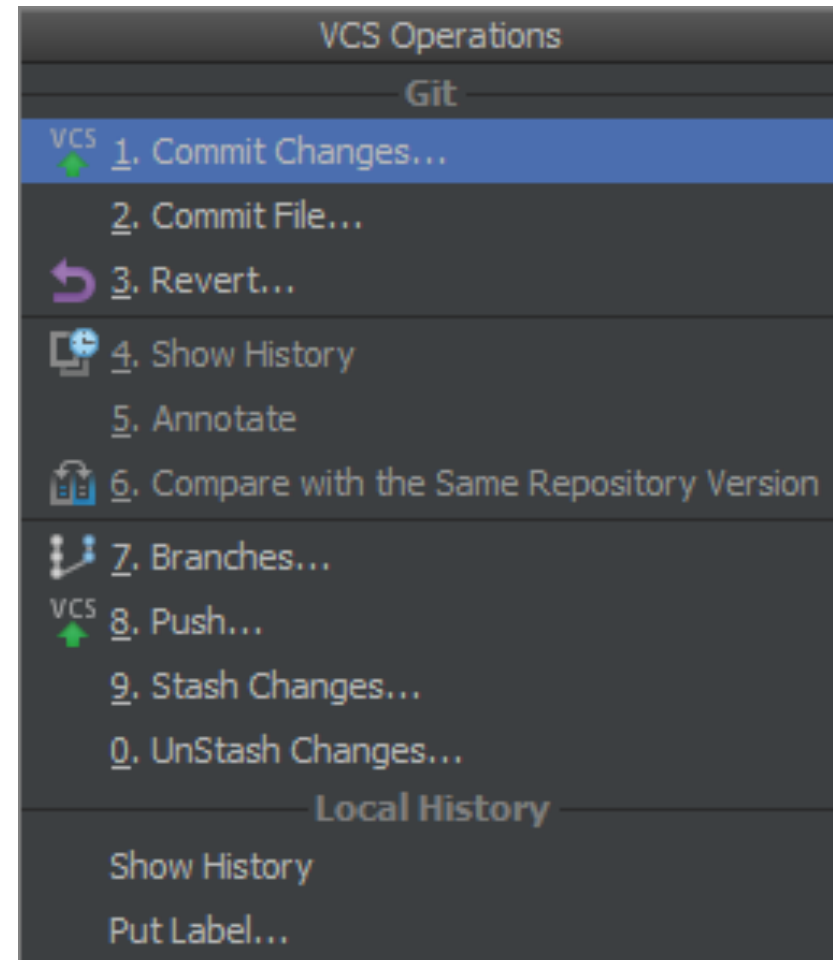 VCS Operations
Git
VCS 1. Commit Changes...
2. Commit File...
3. Revert...
4. Show History
5. Annotate
6. Compare with the Same Repository Version
7. Branches...
VCS 8. Push...
9. Stash Changes...
0. UnStash Changes...
Local History
Show History
Put Label...